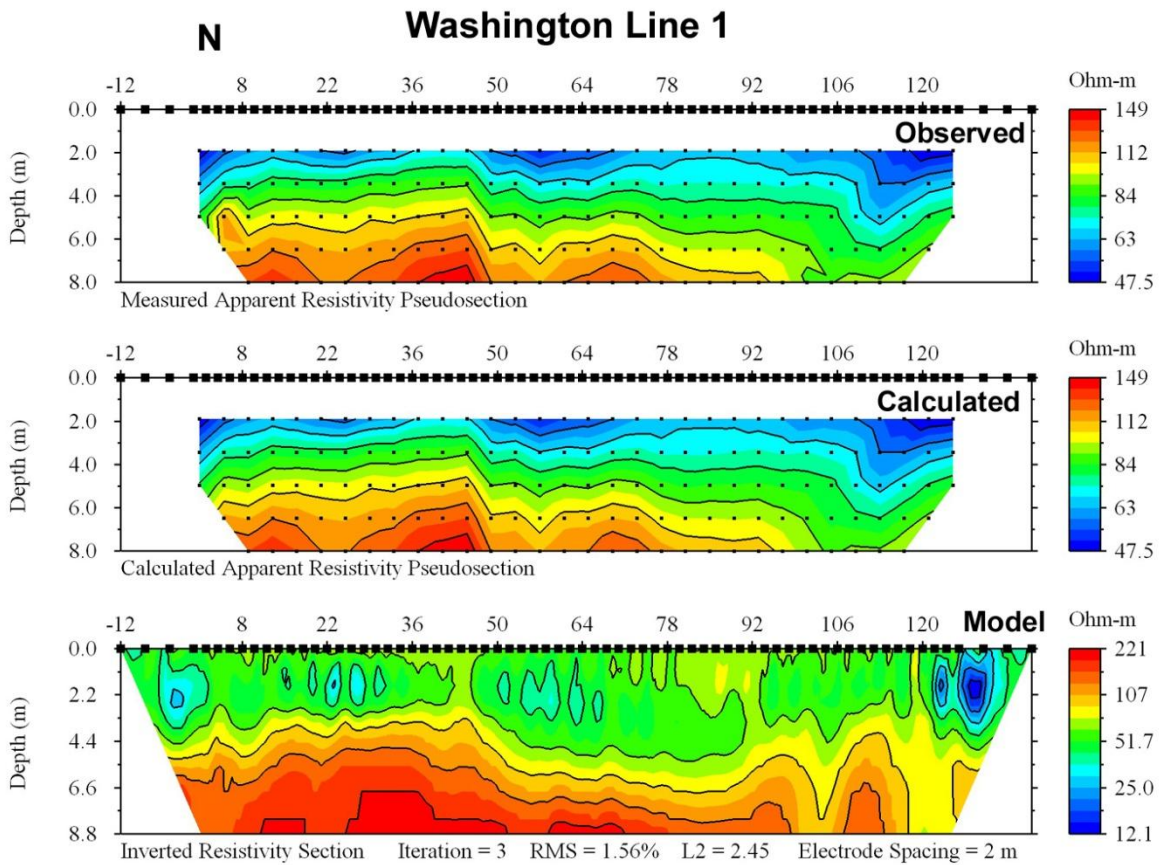 Washington Line 1
N
-12 8 22 36 50 64 78 92 106 120
Ohm-m
Depth (m)
0.0
2.0
4.0
6.0
8.0
Observed
149
112
84
63
47.5
Measured Apparent Resistivity Pseudosection
-12 8 22 36 50 64 78 92 106 120
Ohm-m
Depth (m)
0.0
2.0
4.0
6.0
8.0
Calculated
149
112
84
63
47.5
Calculated Apparent Resistivity Pseudosection
-12 8 22 36 50 64 78 92 106 120
Model
Ohm-m
Depth (m)
0.0
2.2
4.4
6.6
8.8
221
107
51.7
25.0
12.1
Inverted Resistivity Section Iteration = 3 RMS = 1.56% L2 = 2.45 Electrode Spacing = 2 m